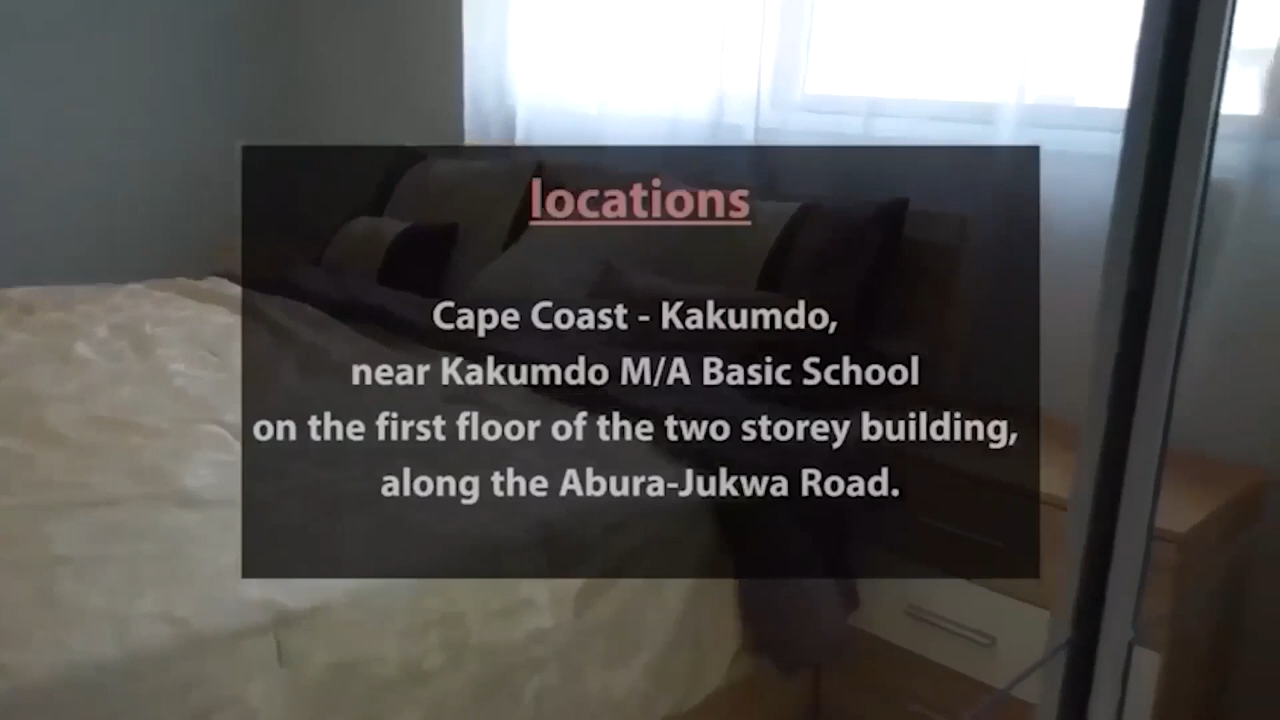 locations
Cape Coast - Kakumdo,
near Kakumdo M/A Basic School
on the first floor of the two storey building,
along the Abura-Jukwa Road.